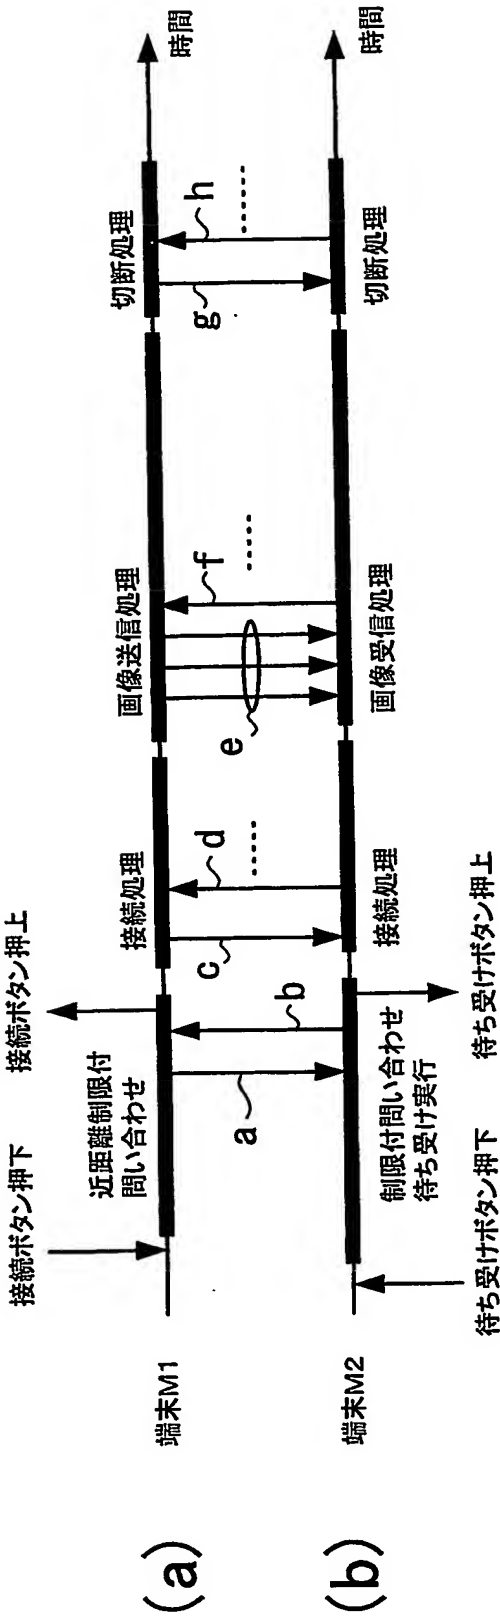 接続ボタン押下
接続ボタン押上
近距離制限付
問い合わせ
接続処理
画像送信処理
切断処理
(a)
端末M1
時間
a
b
c
d
e
f
g
h
(b)
端末M2
時間
制限付問い合わせ
待ち受け実行
接続処理
画像受信処理
切断処理
待ち受けボタン押下
待ち受けボタン押上